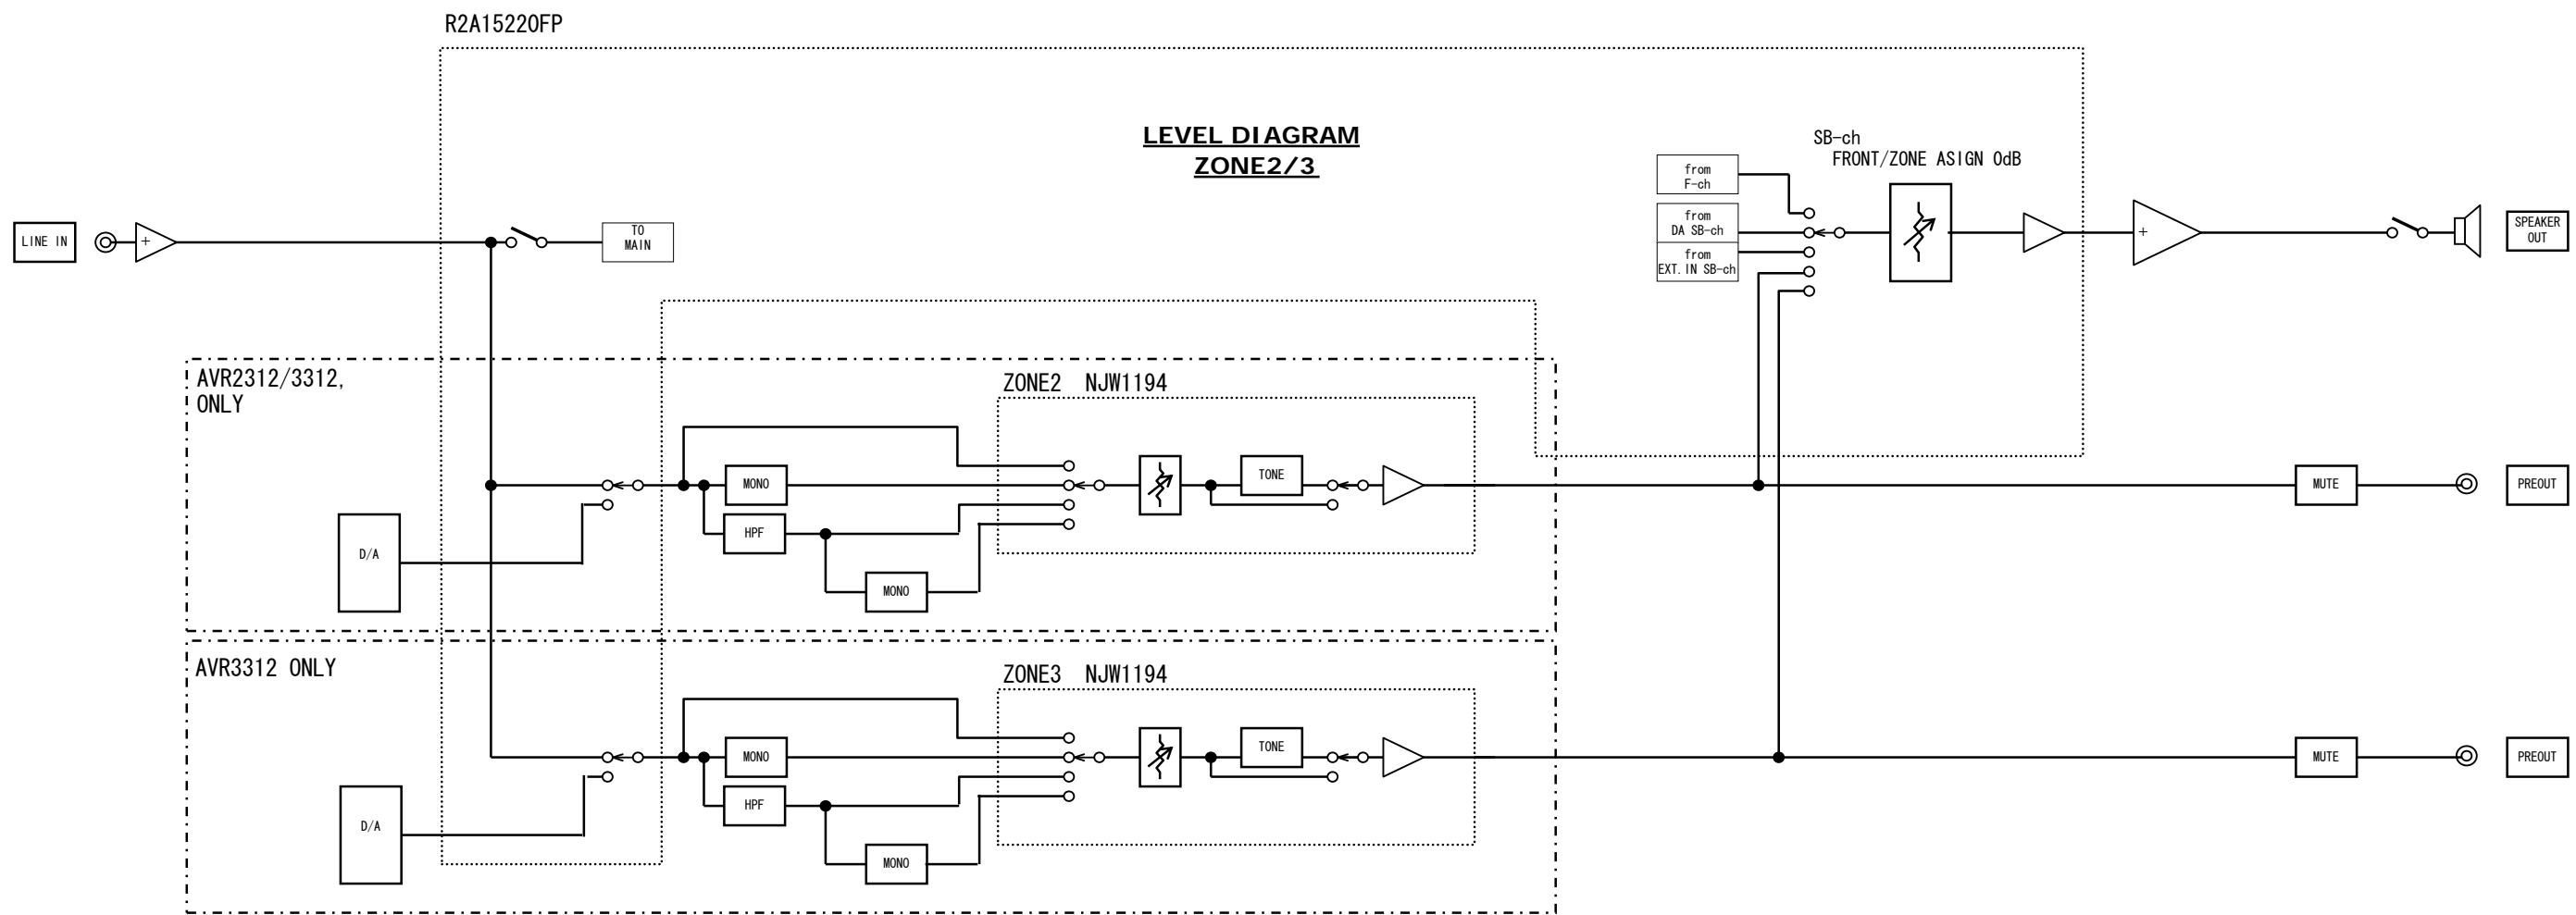 R2A15220FP
LEVEL DIAGRAM
ZONE2/3
SB-ch
FRONT/ZONE ASIGN 0dB
from
F-ch
from
DA SB-ch
from
EXT.IN SB-ch
LINE IN
+
TO
MAIN
+
SPEAKER
OUT
AVR2312/3312,
ONLY
ZONE2 NJW1194
MONO
TONE
MUTE
PREOUT
HPF
D/A
MONO
AVR3312 ONLY
ZONE3 NJW1194
MONO
TONE
MUTE
PREOUT
HPF
D/A
MONO